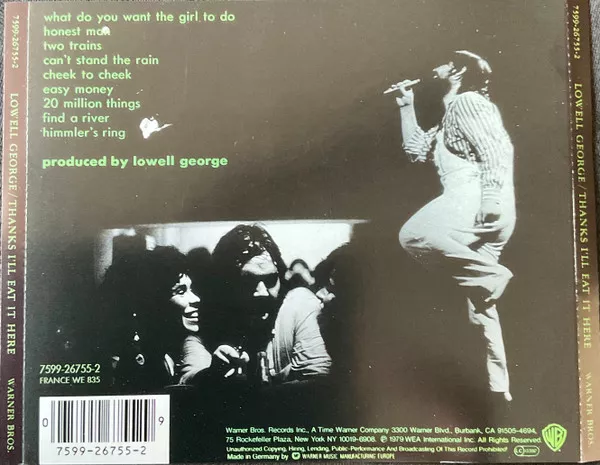 7599-26755-2
LOWELL GEORGE/THANKS I'LL EAT IT HERE
WARNER BROS.
what do you want the girl to do
honest man
two trains
can't stand the rain
cheek to cheek
easy money
20 million things
find a river
himmler's ring
produced by lowell george
7599-26755-2
FRANCE WE 835
0 9
7599-26755-2
Warner Bros. Records Inc., A Time Warner Company 3300 Warner Blvd., Burbank, CA 91505-4694,
75 Rockefeller Plaza, New York NY 10019-6908. ℗ 1979 WEA International Inc. All Rights Reserved.
Unauthorized Copying, Hiring, Lending, Public Performance And Broadcasting Of This Record Prohibited!
Made in Germany by WARNER MUSIC MANUFACTURING EUROPE
WB
7599-26755-2
LOWELL GEORGE/THANKS I'LL EAT IT HERE
WARNER BROS.